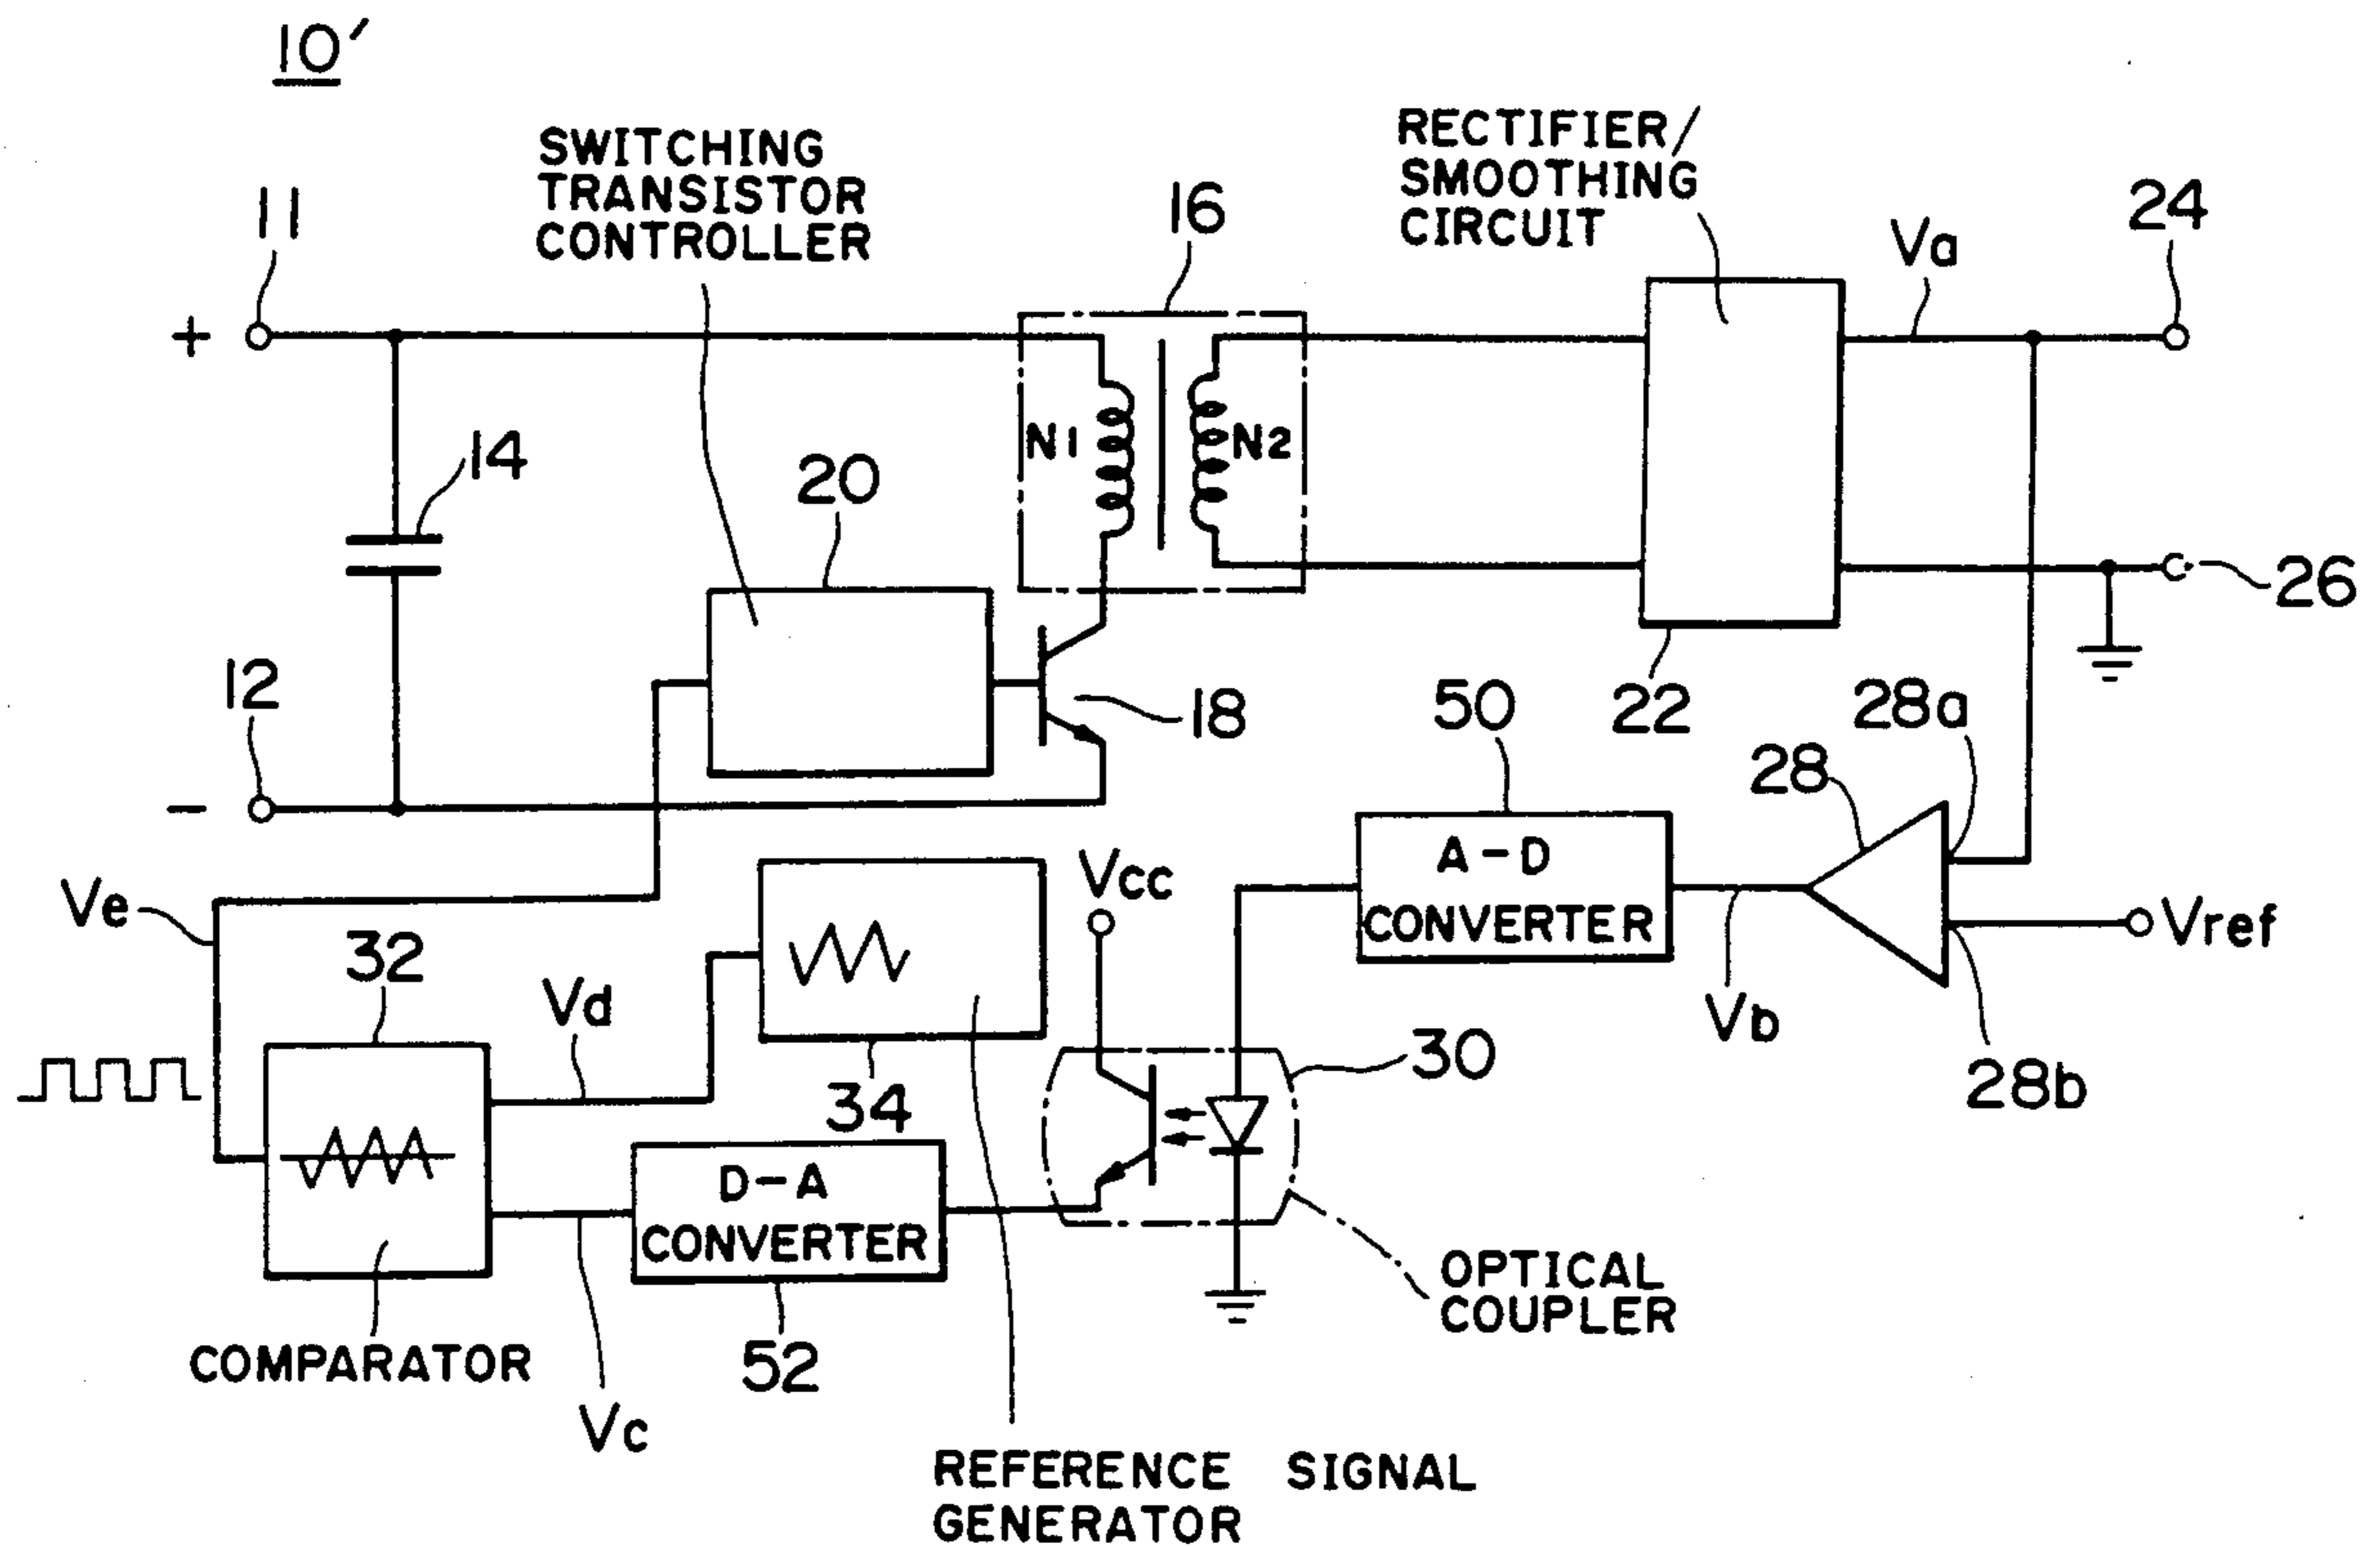 10'
SWITCHING
TRANSISTOR
CONTROLLER
RECTIFIER/
SMOOTHING
CIRCUIT
11
16
Va
24
+
14
N1
N2
20
26
12
18
22
50
28a
28
-
A-D
CONVERTER
Vcc
Ve
32
Vd
Vref
Vb
30
34
28b
D-A
CONVERTER
OPTICAL
COUPLER
COMPARATOR
52
Vc
REFERENCE SIGNAL
GENERATOR